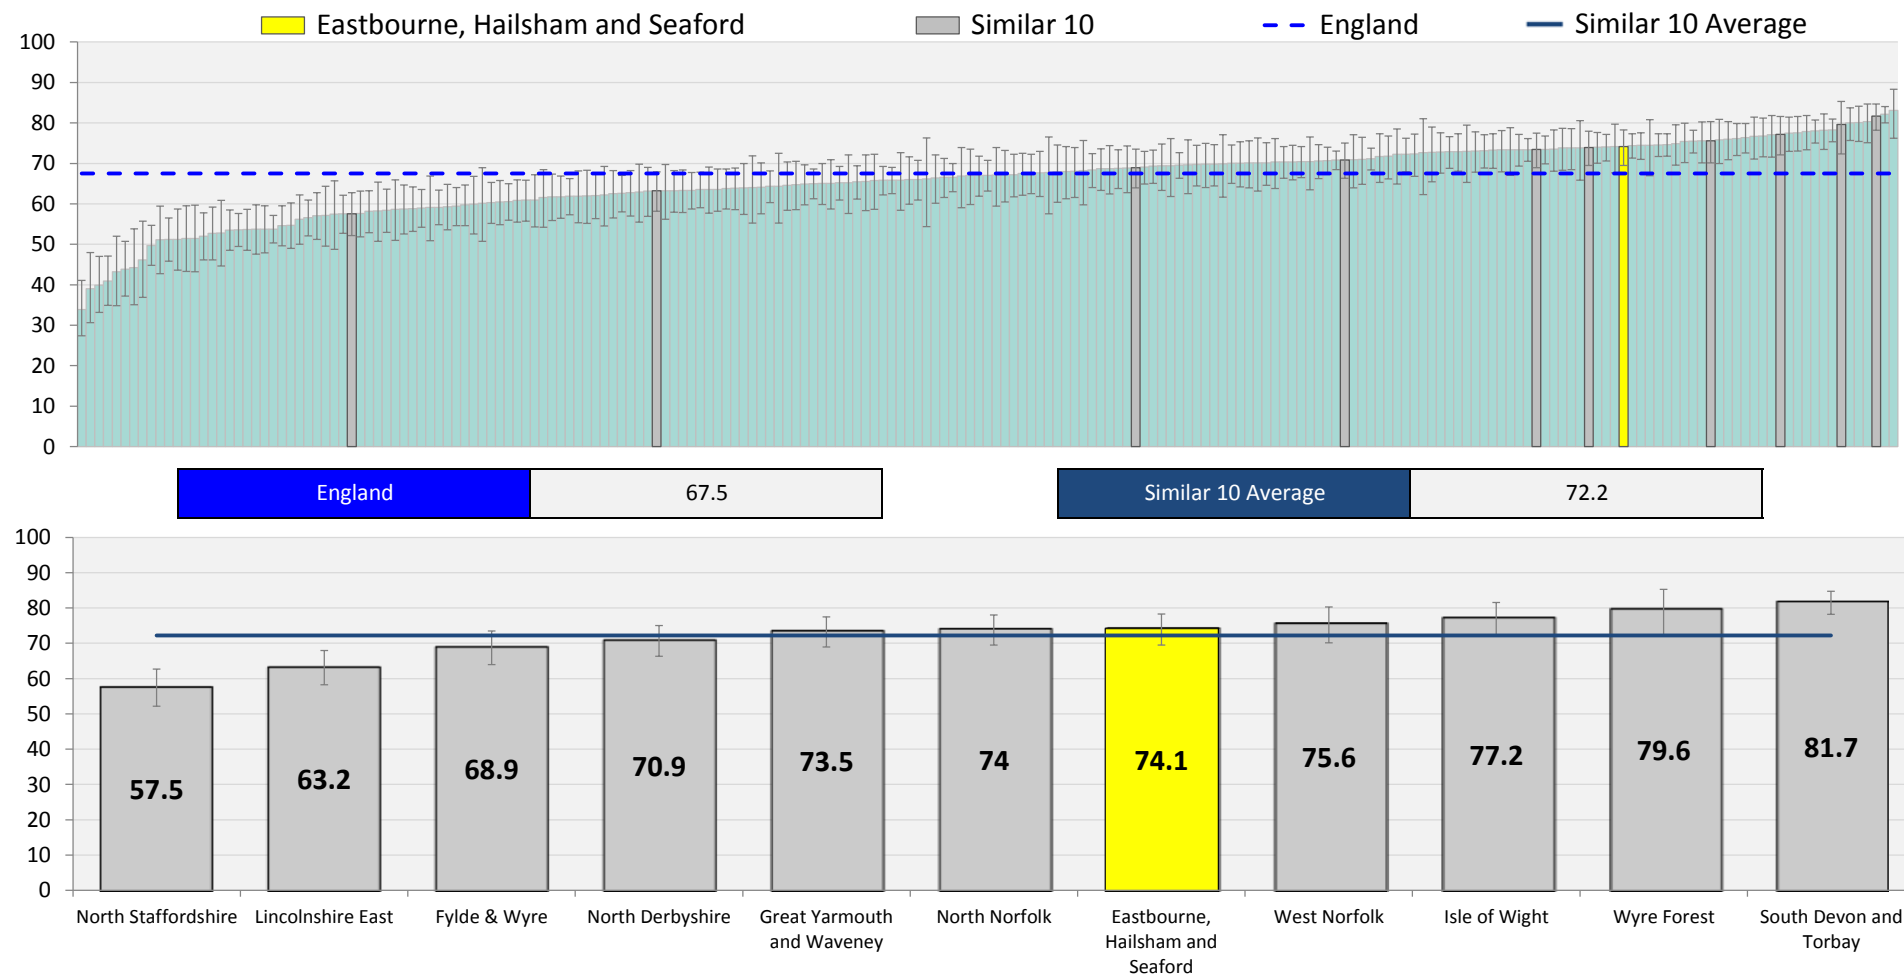 Eastbourne, Hailsham and Seaford
Similar 10
England
Similar 10 Average
100
90
80
70
60
50
40
30
20
10
0
England
67.5
Similar 10 Average
72.2
100
90
80
70
60
50
40
30
20
10
0
57.5
63.2
68.9
70.9
73.5
74
74.1
75.6
77.2
79.6
81.7
North Staffordshire
Lincolnshire East
Fylde & Wyre
North Derbyshire
Great Yarmouth
and Waveney
North Norfolk
Eastbourne,
Hailsham and
Seaford
West Norfolk
Isle of Wight
Wyre Forest
South Devon and
Torbay